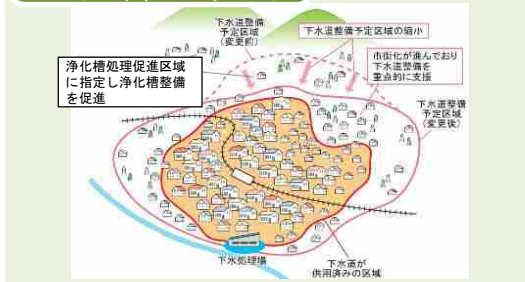 下水道整備
予定区域
(変更前)
下水道整備予定区域の縮小
浄化槽処理促進区域
に指定し浄化槽整備
を促進
市街化が進んでおり
下水道整備を
重点的に支援
下水道整備
予定区域
(変更後)
下水処理場
下水道が
供用済みの区域